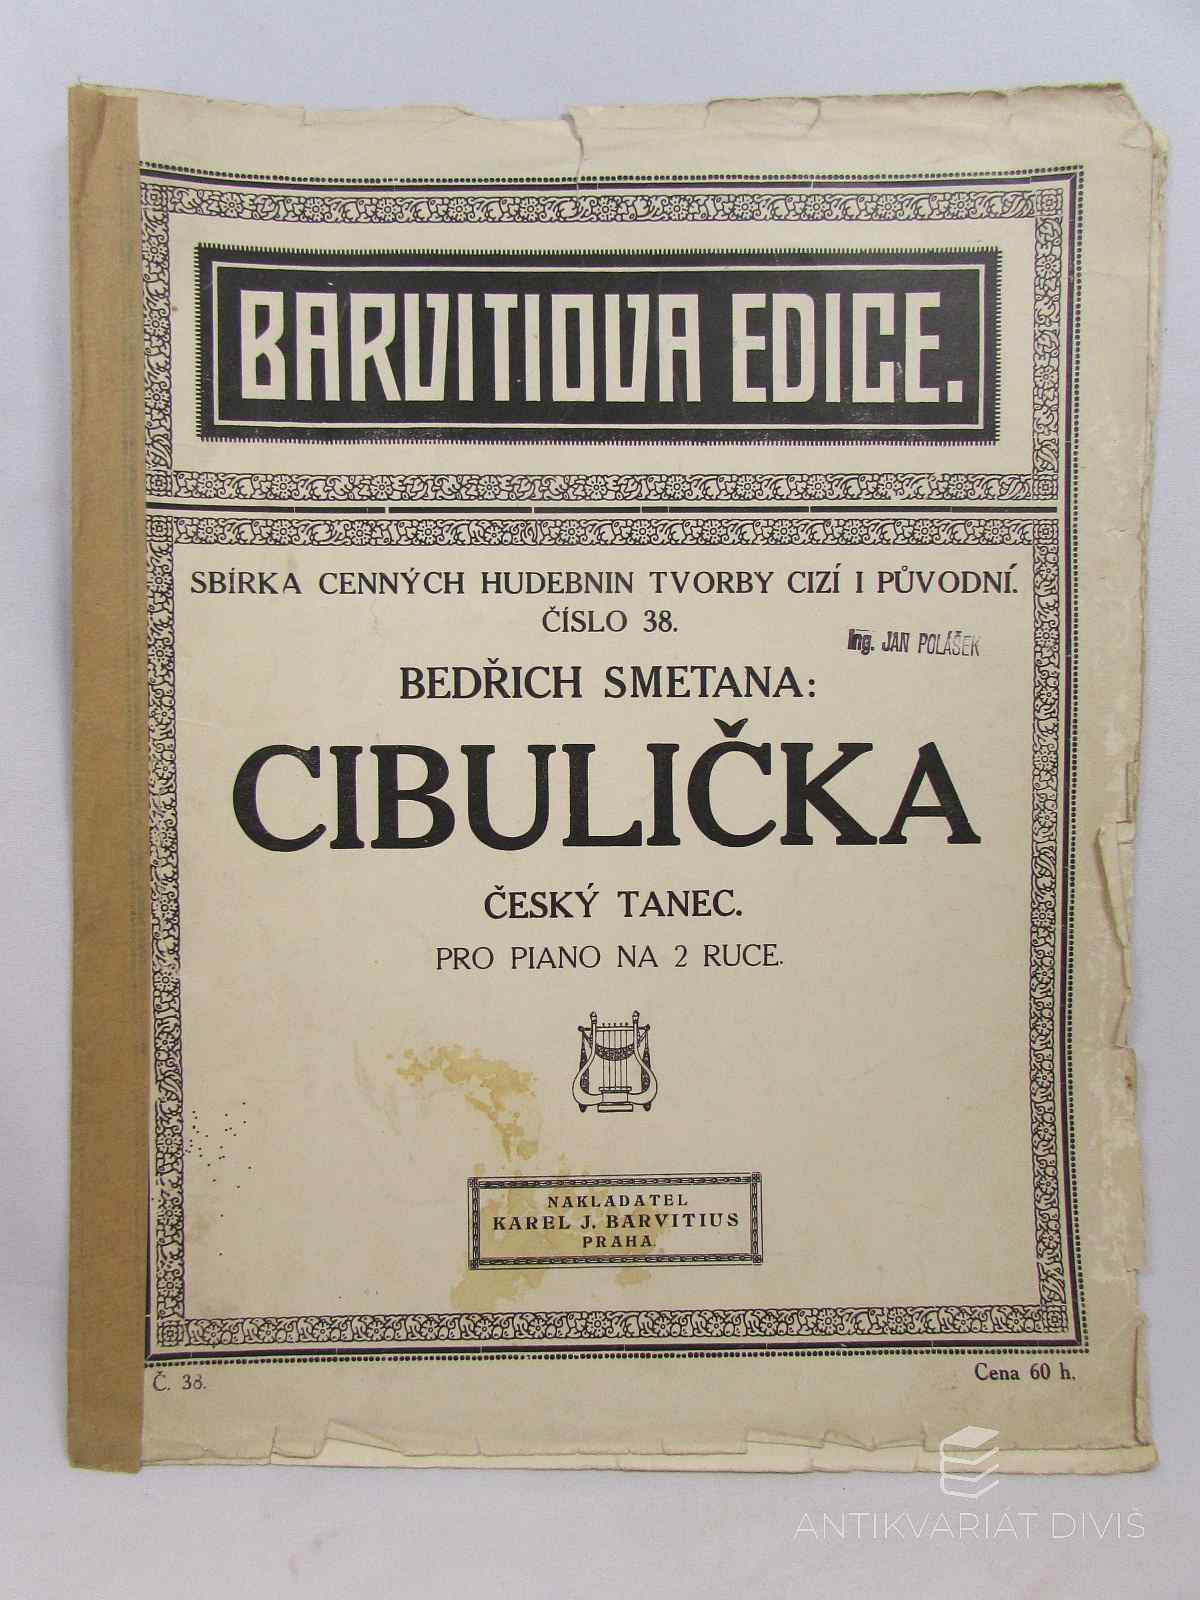 BARVITIOVA EDICE.
SBÍRKA CENNÝCH HUDEBNIN TVORBY CIZÍ I PŮVODNÍ.
ČÍSLO 38.
Ing. JAN POLÁŠEK
BEDŘICH SMETANA:
CIBULIČKA
ČESKÝ TANEC.
PRO PIANO NA 2 RUCE.
NAKLADATEL
KAREL J. BARVITIUS
PRAHA.
Č. 38.
Cena 60 h.
ANTIKVARIÁT DIVIŠ